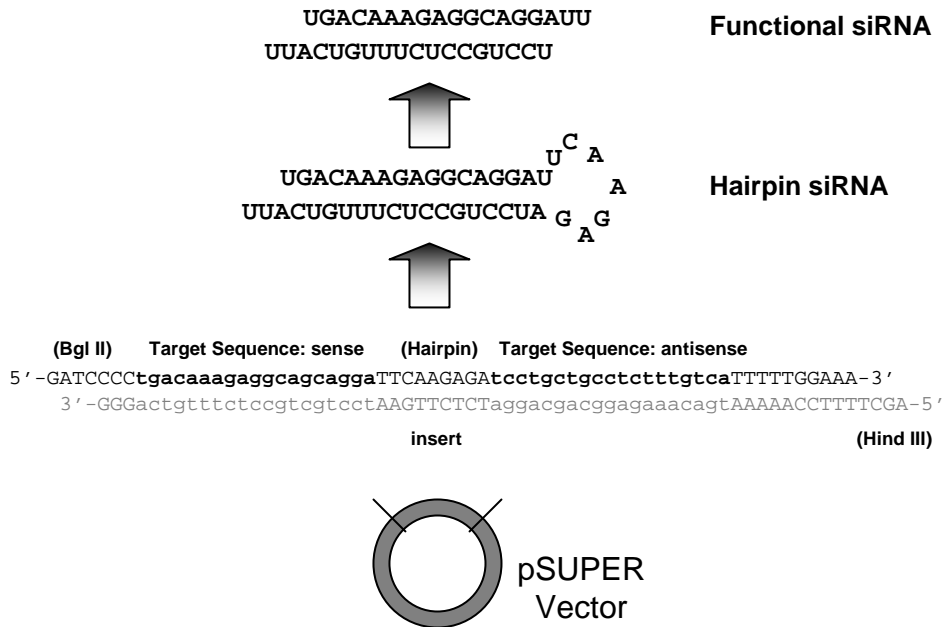 UGACAAAGAGGCAGGAUU
Functional siRNA
UUACUGUUUCUCCGUCCU
UCAAGAGA
UGACAAAGAGGCAGGAU
Hairpin siRNA
UUACUGUUUCUCCGUCCUA
(Bgl II) Target Sequence: sense (Hairpin) Target Sequence: antisense
5’-GATCCCCtgacaaagaggcagcaggaTTCAAGAGAtcctgctgcctctttgtcaTTTTTGGAAA-3’
3’-GGGactgtttctccgtcgtcctAAGTTCTCTaggacgacggagaaacagtAAAAACCTTTTCGA-5’
insert
(Hind III)
pSUPER
Vector